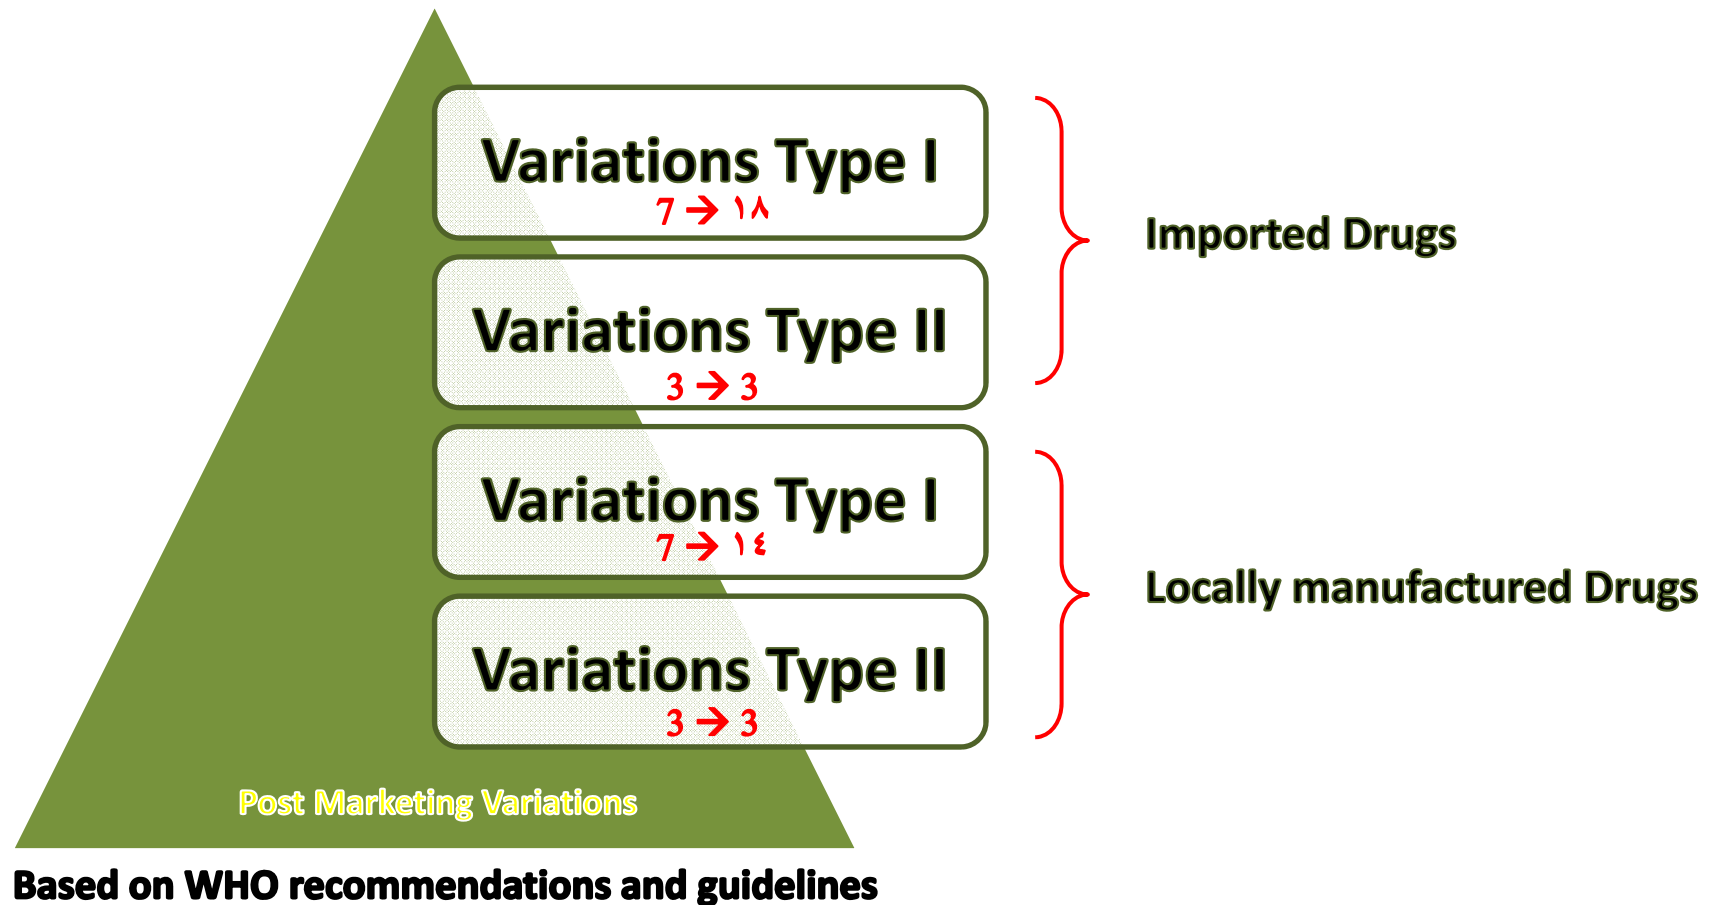 Variations Type I
7 → ١٨
Imported Drugs
Variations Type II
3 → 3
Variations Type I
7 → ١٤
Locally manufactured Drugs
Variations Type II
3 → 3
Post Marketing Variations
Based on WHO recommendations and guidelines